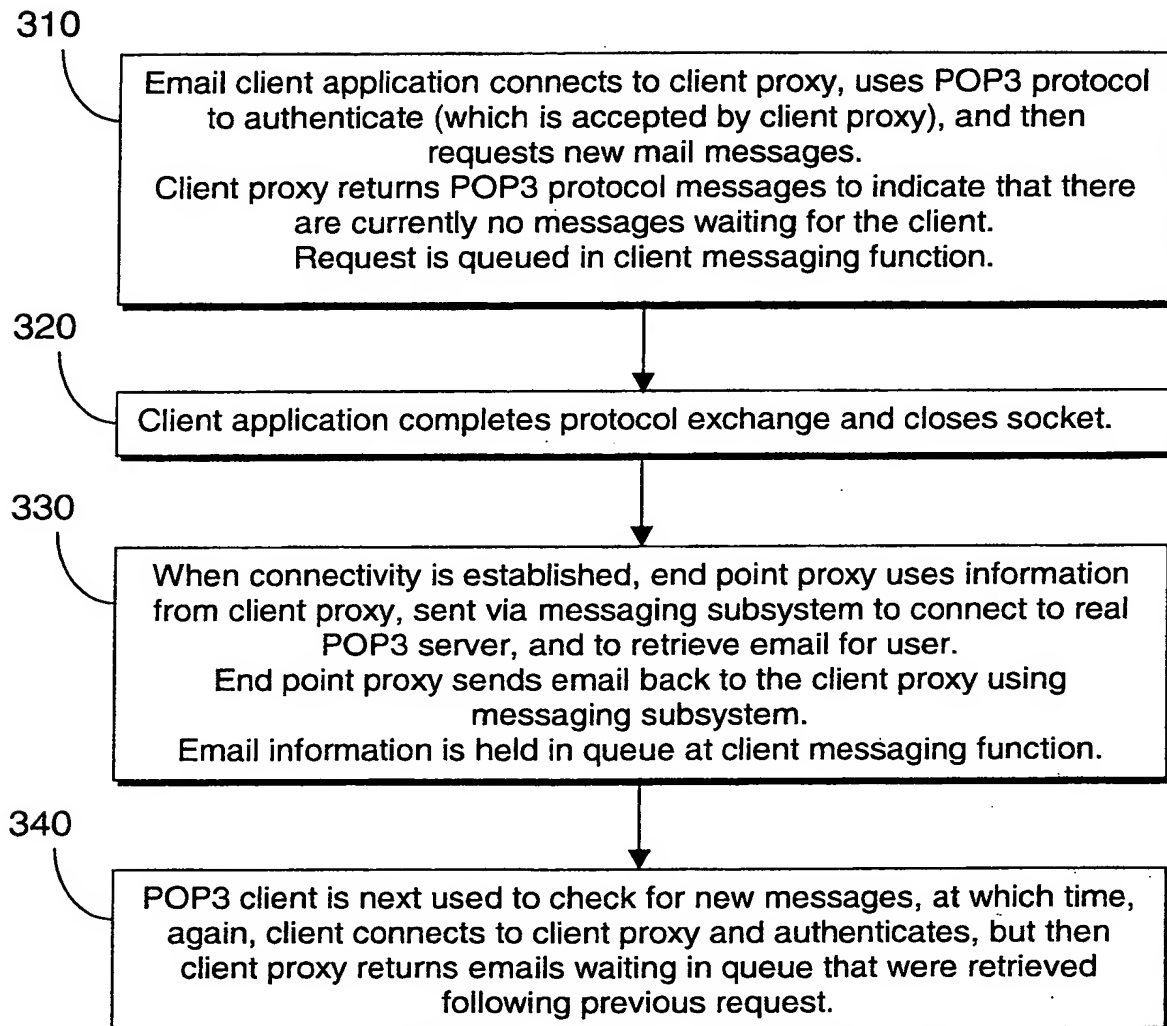 310
Email client application connects to client proxy, uses POP3 protocol
to authenticate (which is accepted by client proxy), and then
requests new mail messages.
Client proxy returns POP3 protocol messages to indicate that there
are currently no messages waiting for the client.
Request is queued in client messaging function.
320
Client application completes protocol exchange and closes socket.
330
When connectivity is established, end point proxy uses information
from client proxy, sent via messaging subsystem to connect to real
POP3 server, and to retrieve email for user.
End point proxy sends email back to the client proxy using
messaging subsystem.
Email information is held in queue at client messaging function.
340
POP3 client is next used to check for new messages, at which time,
again, client connects to client proxy and authenticates, but then
client proxy returns emails waiting in queue that were retrieved
following previous request.